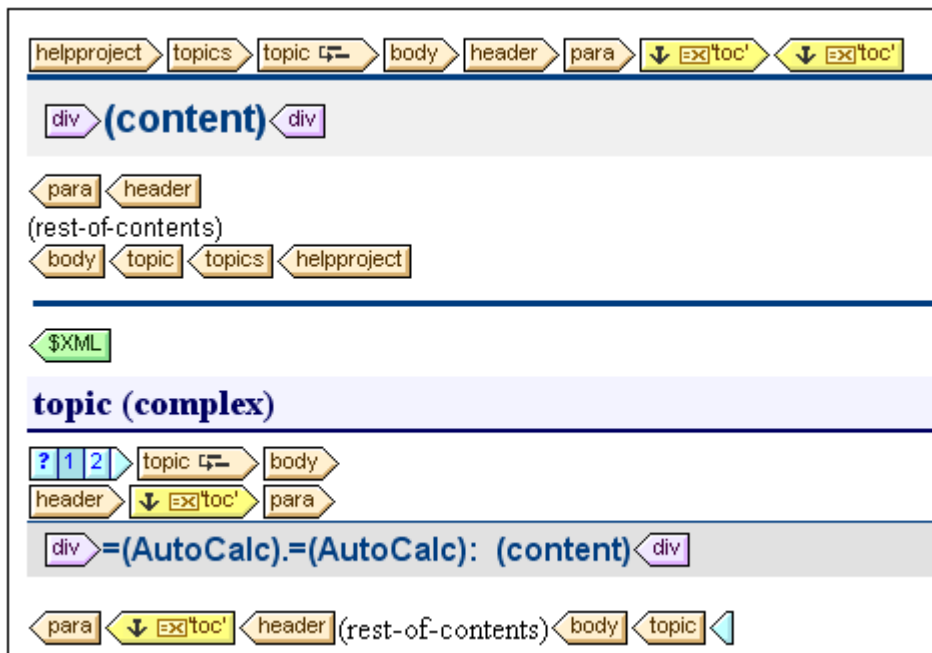 helpproject topics topic body header para 'toc' 'toc'
div (content) div
para header
(rest-of-contents)
body topic topics helpproject
$XML
topic (complex)
? 1 2 topic body
header 'toc' para
div =(AutoCalc).=(AutoCalc): (content) div
para 'toc' header (rest-of-contents) body topic